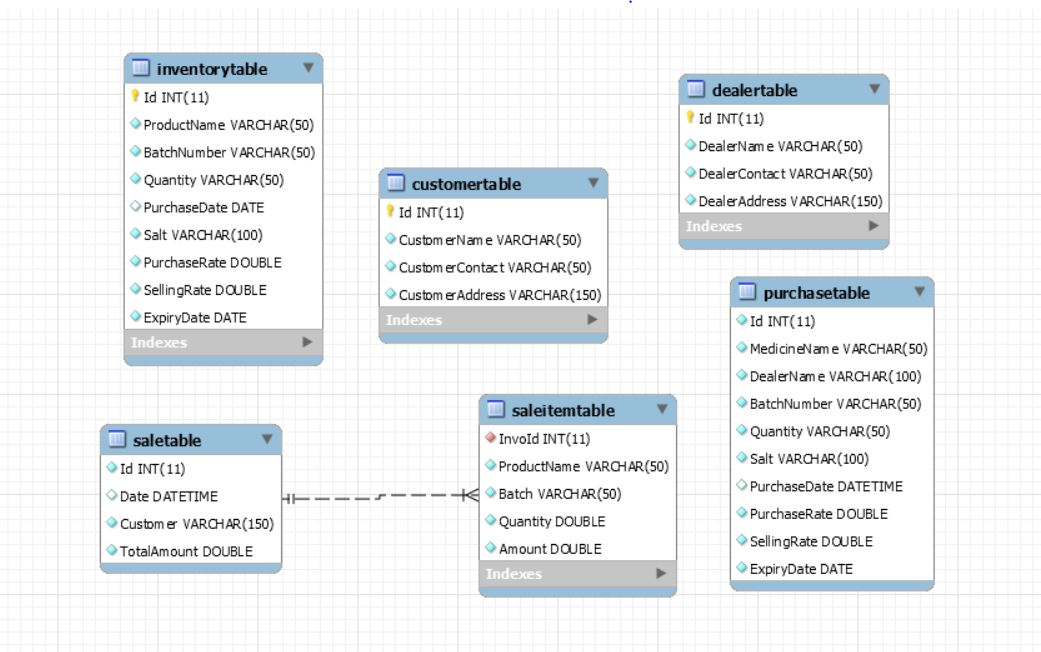 inventorytable
Id INT(11)
ProductName VARCHAR(50)
BatchNumber VARCHAR(50)
Quantity VARCHAR(50)
PurchaseDate DATE
Salt VARCHAR(100)
PurchaseRate DOUBLE
SellingRate DOUBLE
ExpiryDate DATE
Indexes
customertable
Id INT(11)
CustomerName VARCHAR(50)
CustomerContact VARCHAR(50)
CustomerAddress VARCHAR(150)
Indexes
dealertable
Id INT(11)
DealerName VARCHAR(50)
DealerContact VARCHAR(50)
DealerAddress VARCHAR(150)
Indexes
purchasetable
Id INT(11)
MedicineName VARCHAR(50)
DealerName VARCHAR(100)
BatchNumber VARCHAR(50)
Quantity VARCHAR(50)
Salt VARCHAR(100)
PurchaseDate DATETIME
PurchaseRate DOUBLE
SellingRate DOUBLE
ExpiryDate DATE
saletable
Id INT(11)
Date DATETIME
Customer VARCHAR(150)
TotalAmount DOUBLE
saleitemtable
InvoId INT(11)
ProductName VARCHAR(50)
Batch VARCHAR(50)
Quantity DOUBLE
Amount DOUBLE
Indexes